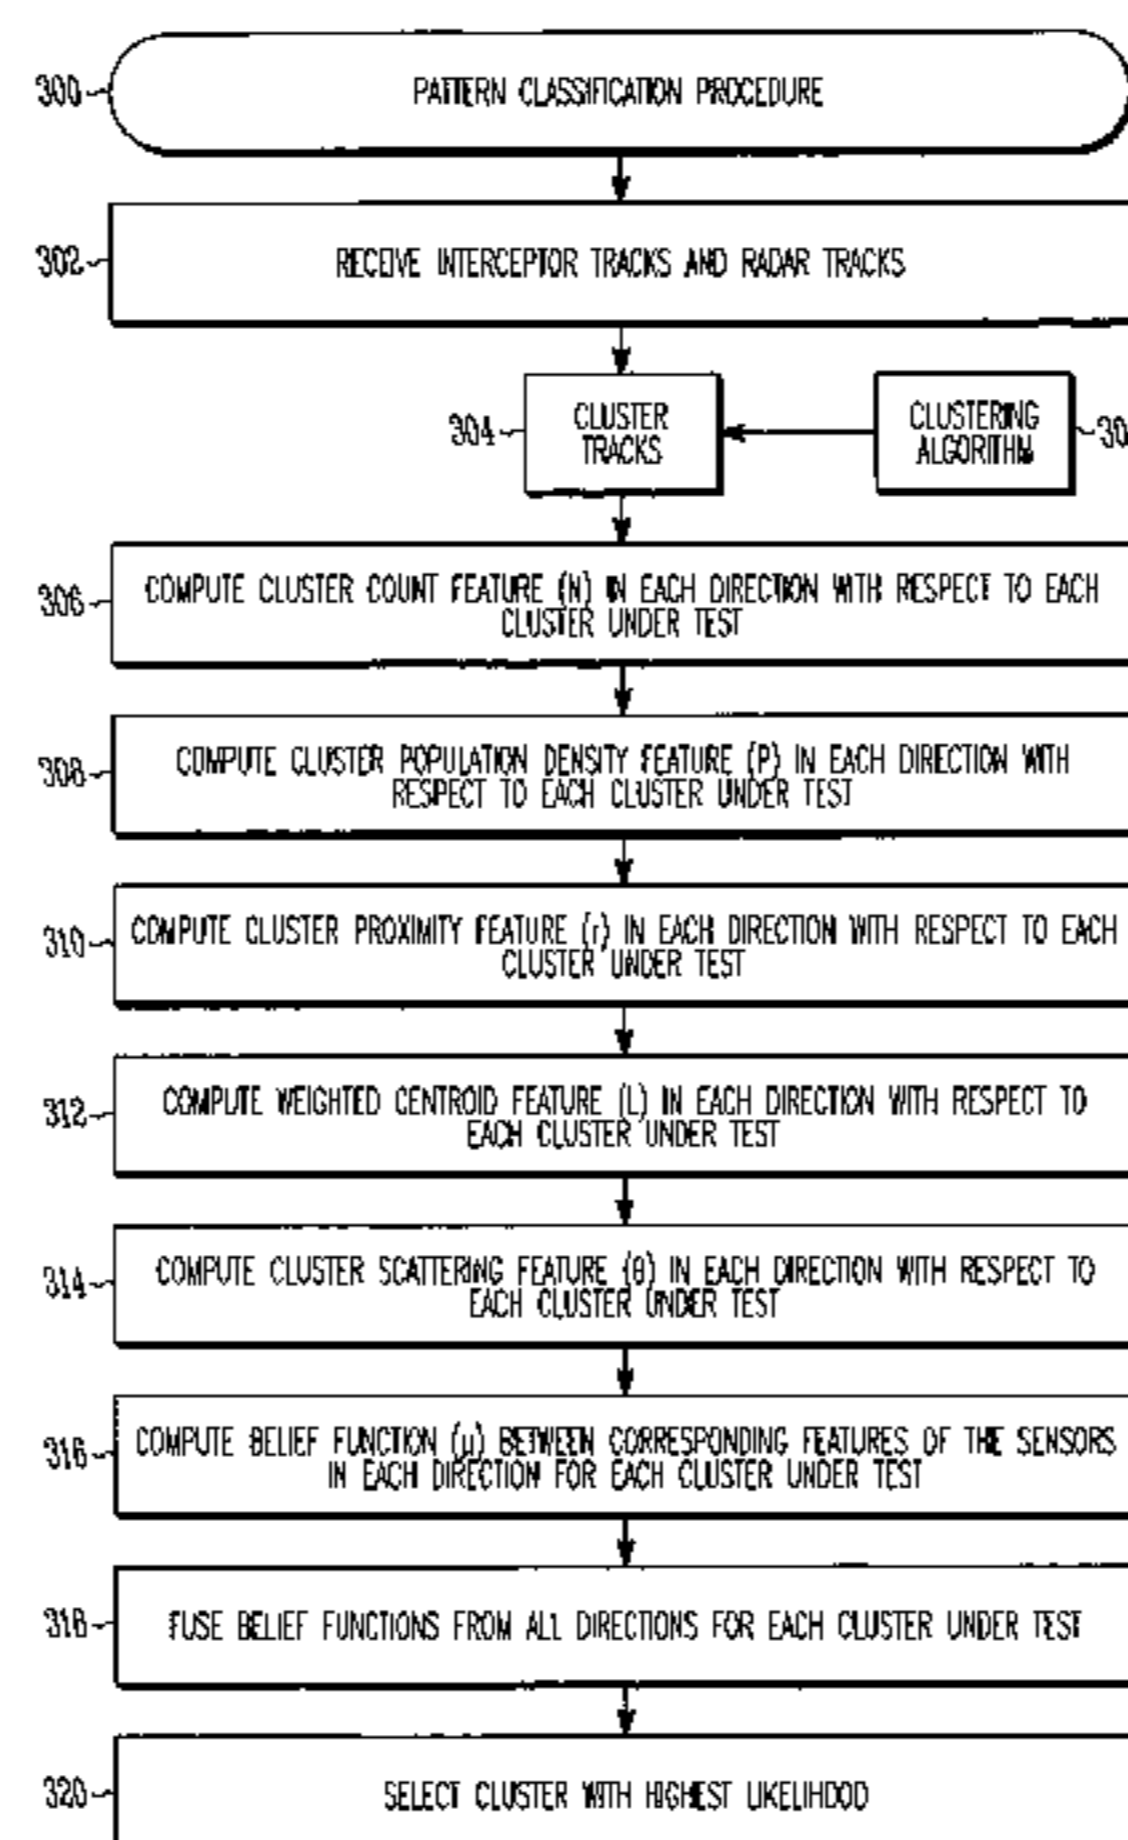 300
PATTERN CLASSIFICATION PROCEDURE
302
RECEIVE INTERCEPTOR TRACKS AND RADAR TRACKS
304
CLUSTER
TRACKS
CLUSTERING
ALGORITHM
30
306
COMPUTE CLUSTER COUNT FEATURE (N) IN EACH DIRECTION WITH RESPECT TO EACH
CLUSTER UNDER TEST
308
COMPUTE CLUSTER POPULATION DENSITY FEATURE (P) IN EACH DIRECTION WITH
RESPECT TO EACH CLUSTER UNDER TEST
310
COMPUTE CLUSTER PROXIMITY FEATURE (r) IN EACH DIRECTION WITH RESPECT TO EACH
CLUSTER UNDER TEST
312
COMPUTE WEIGHTED CENTROID FEATURE (L) IN EACH DIRECTION WITH RESPECT TO
EACH CLUSTER UNDER TEST
314
COMPUTE CLUSTER SCATTERING FEATURE (θ) IN EACH DIRECTION WITH RESPECT TO
EACH CLUSTER UNDER TEST
316
COMPUTE BELIEF FUNCTION (μ) BETWEEN CORRESPONDING FEATURES OF THE SENSORS
IN EACH DIRECTION FOR EACH CLUSTER UNDER TEST
318
FUSE BELIEF FUNCTIONS FROM ALL DIRECTIONS FOR EACH CLUSTER UNDER TEST
320
SELECT CLUSTER WITH HIGHEST LIKELIHOOD